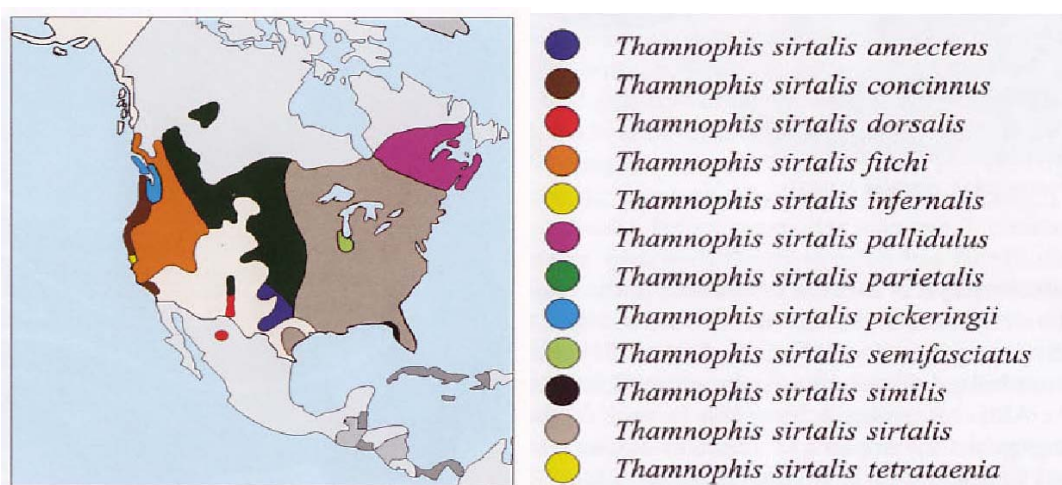 Thamnophis sirtalis annectens
Thamnophis sirtalis concinnus
Thamnophis sirtalis dorsalis
Thamnophis sirtalis fitchi
Thamnophis sirtalis infernalis
Thamnophis sirtalis pallidulus
Thamnophis sirtalis parietalis
Thamnophis sirtalis pickeringii
Thamnophis sirtalis semifasciatus
Thamnophis sirtalis similis
Thamnophis sirtalis sirtalis
Thamnophis sirtalis tetrataenia